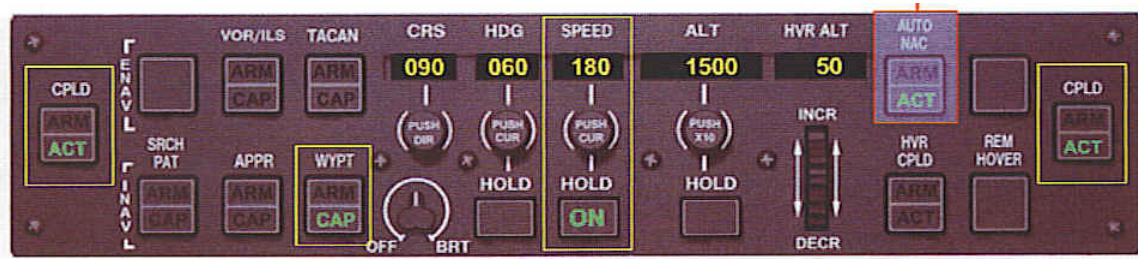 VOR/ILS TACAN CRS HDG SPEED ALT HVR ALT AUTO NAC
ENAV
ARM CAP
ARM CAP
090 060 180 1500 50
ARM ACT
CPLD
ARM
ACT
CPLD
ARM
ACT
PUSH DIR
PUSH CUR
PUSH CUR
PUSH X10
INCR
SRCH PAT
APPR
WYPT
HOLD HOLD HOLD
HVR CPLD
REM HOVER
INAV
ARM CAP
ARM CAP
ARM CAP
OFF BRT
ON
DECR
ARM ACT